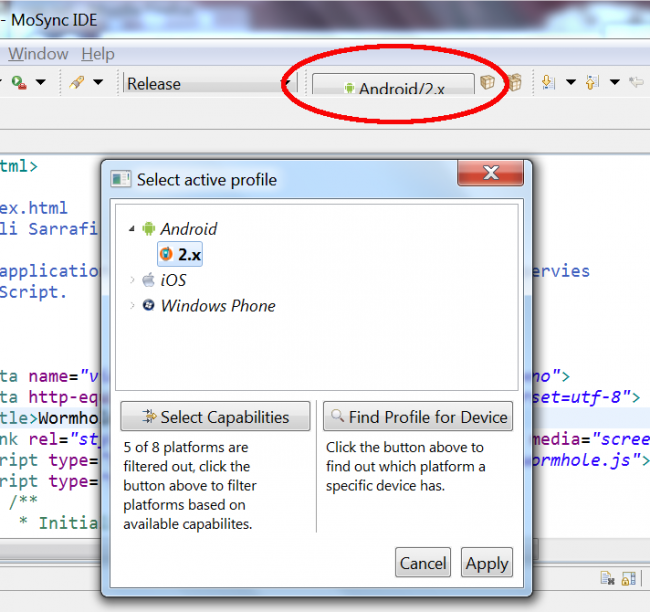 - MoSync IDE
Window Help
Release
Android/2.x
tml>
Select active profile
ex.html
li Sarrafi
Android
2.x
application
ervies
Script.
iOS
Windows Phone
ta name="v
no">
ta http-equ
set=utf-8">
tle>Wormho
Select Capabilities
Find Profile for Device
nk rel="sty
media="scree
5 of 8 platforms are
filtered out, click the
button above to filter
platforms based on
available capabilites.
Click the button above to
find out which platform a
specific device has.
ript type="
ormhole.js">
ript type="
/**
* Initia
Cancel
Apply